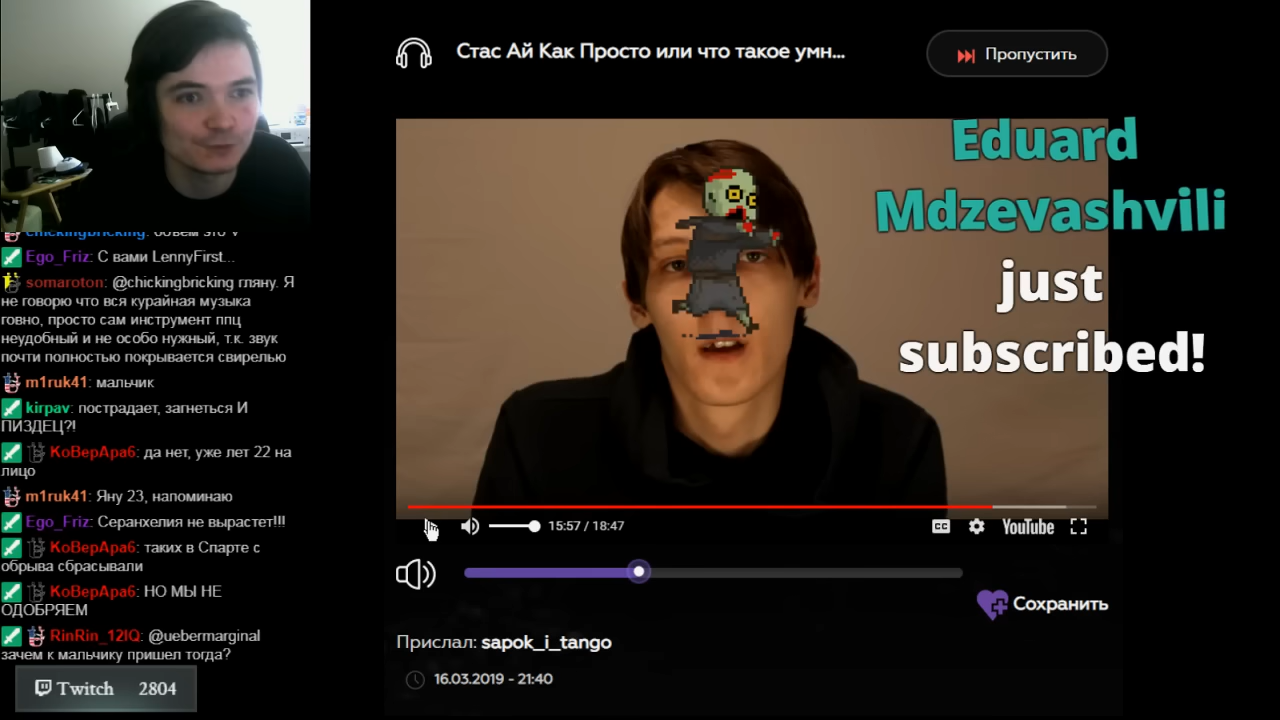 Стас Ай Как Просто или что такое умн...
Пропустить
Eduard
Mdzevashvili
just
subscribed!
chickingbricking: объём это v
Ego_Friz: С вами LennyFirst...
somaroton: @chickingbricking гляну. Я
не говорю что вся курайная музыка
говно, просто сам инструмент ппц
неудобный и не особо нужный, т.к. звук
почти полностью покрывается свирелью
m1ruk41: мальчик
kirpav: пострадает, загнеться И
ПИЗДЕЦ?!
КоВерАра6: да нет, уже лет 22 на
лицо
m1ruk41: Яну 23, напоминаю
Ego_Friz: Серанхелия не вырастет!!!
КоВерАра6: таких в Спарте с
обрыва сбрасывали
КоВерАра6: НО МЫ НЕ
ОДОБРЯЕМ
RinRin_12IQ: @uebermarginal
зачем к мальчику пришел тогда?
Twitch 2804
15:57 / 18:47
CC
YouTube
Сохранить
Прислал: sapok_i_tango
16.03.2019 - 21:40